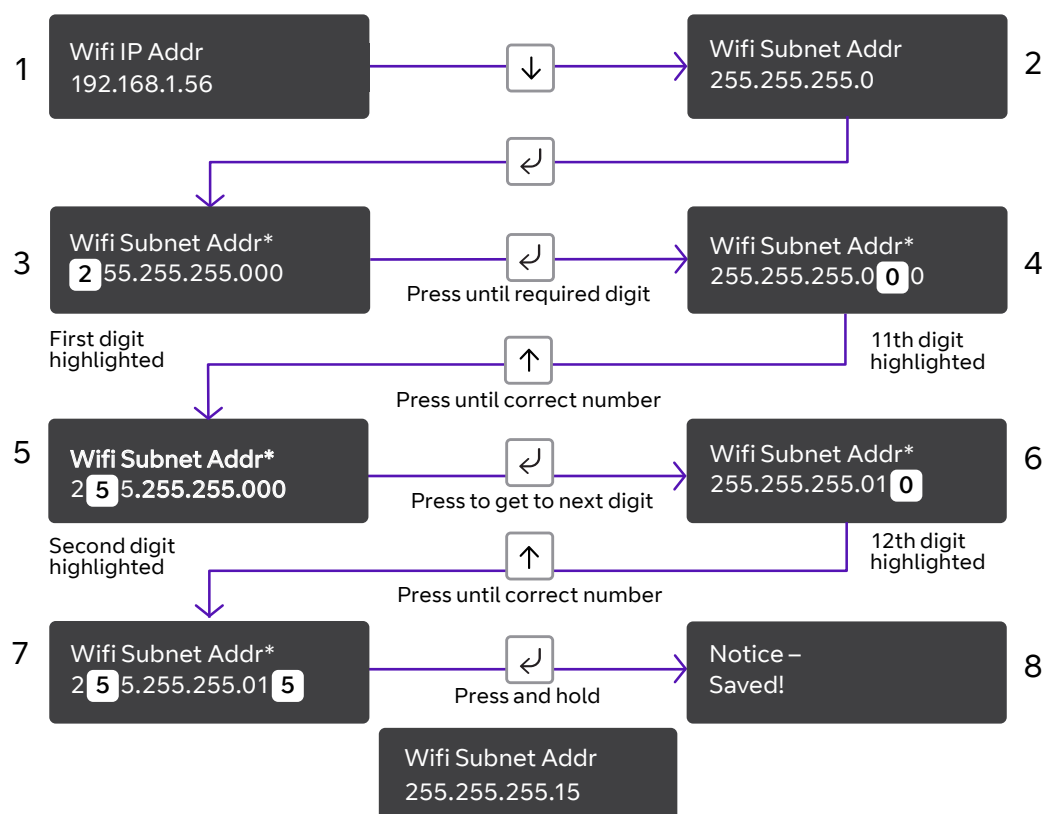 1
Wifi IP Addr
192.168.1.56
Wifi Subnet Addr
255.255.255.0
2
3
Wifi Subnet Addr*
255.255.255.000
Press until required digit
Wifi Subnet Addr*
255.255.255.000
4
First digit
highlighted
11th digit
highlighted
Press until correct number
5
Wifi Subnet Addr*
255.255.255.000
Press to get to next digit
Wifi Subnet Addr*
255.255.255.010
6
Second digit
highlighted
12th digit
highlighted
Press until correct number
7
Wifi Subnet Addr*
255.255.255.015
Press and hold
Notice –
Saved!
8
Wifi Subnet Addr
255.255.255.15